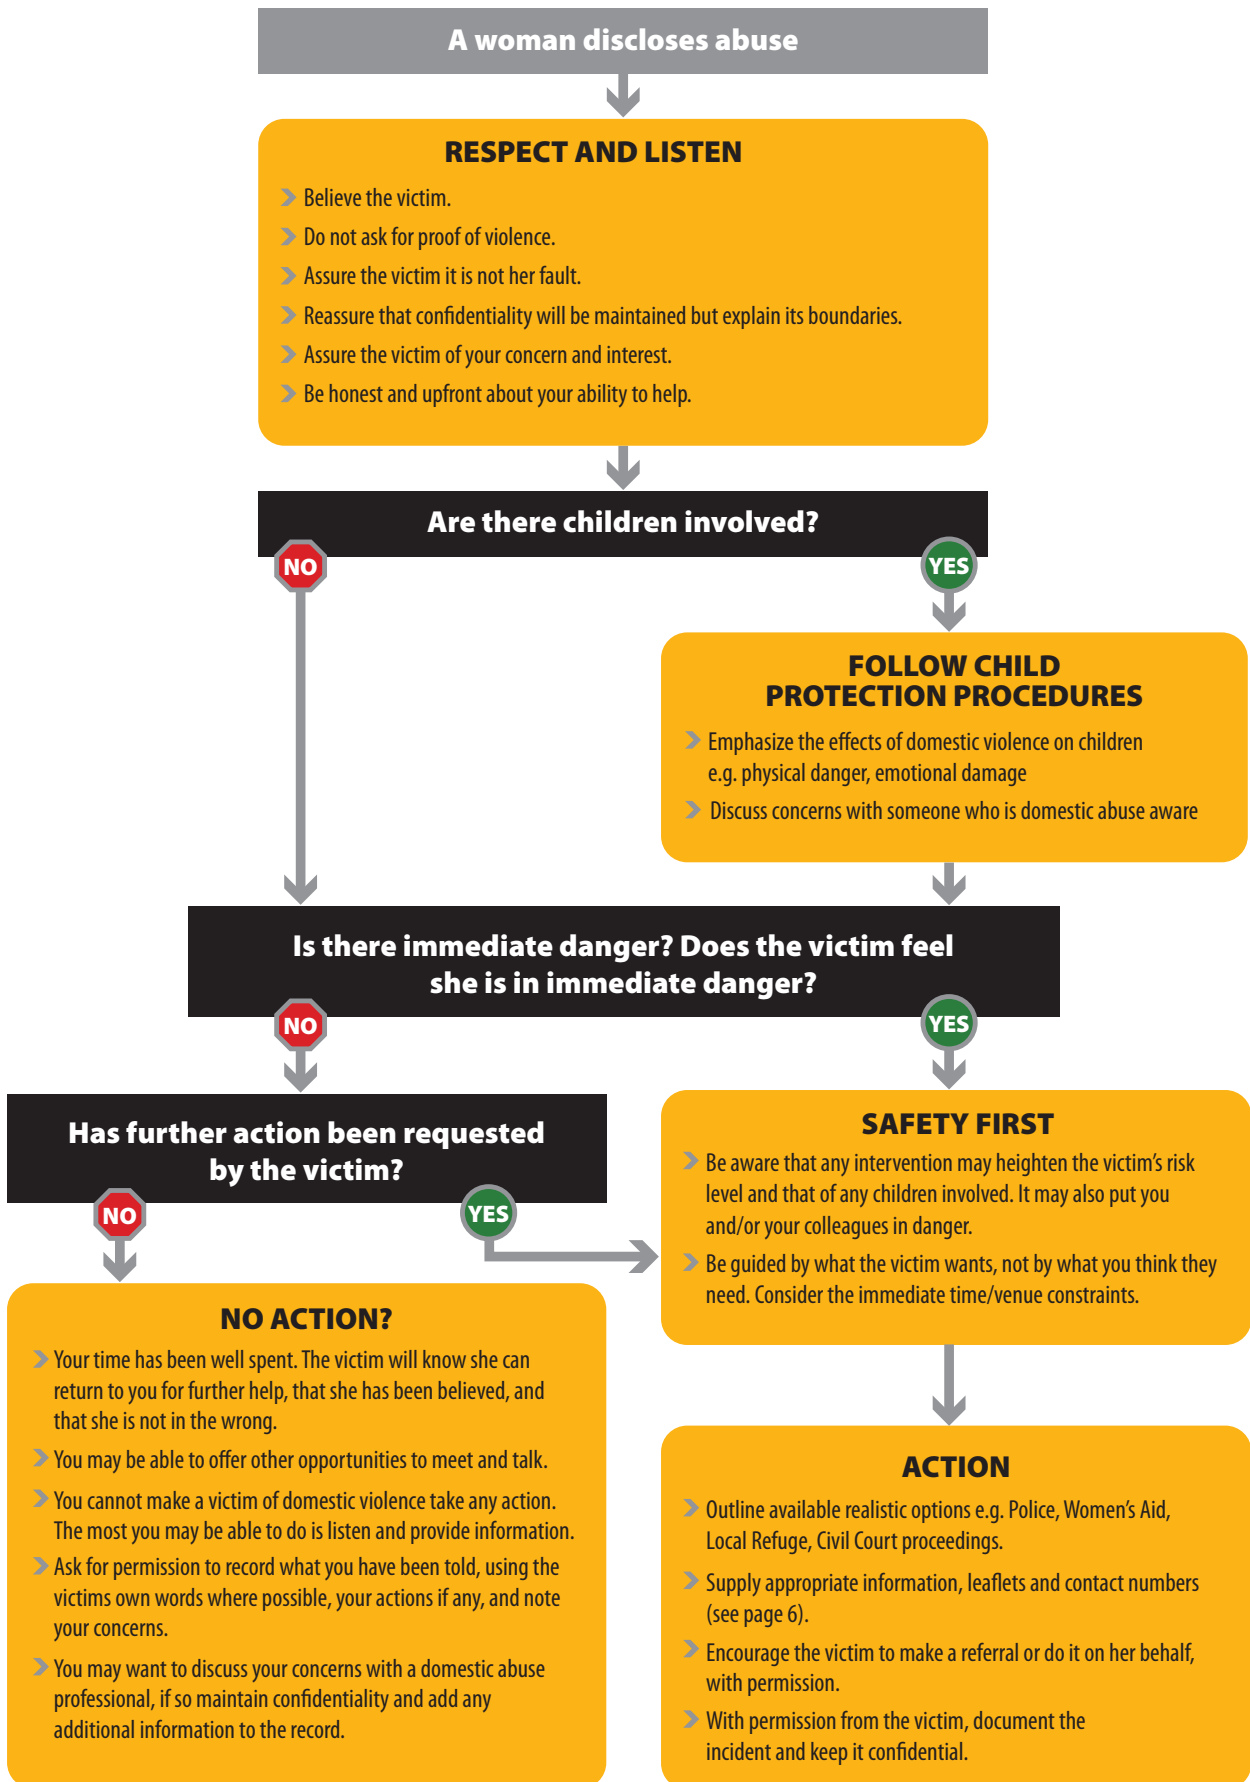 A woman discloses abuse
RESPECT AND LISTEN
Believe the victim.
Do not ask for proof of violence.
Assure the victim it is not her fault.
Reassure that confidentiality will be maintained but explain its boundaries.
Assure the victim of your concern and interest.
Be honest and upfront about your ability to help.
Are there children involved?
NO
YES
FOLLOW CHILD
PROTECTION PROCEDURES
Emphasize the effects of domestic violence on children
e.g. physical danger, emotional damage
Discuss concerns with someone who is domestic abuse aware
Is there immediate danger? Does the victim feel
she is in immediate danger?
NO
YES
Has further action been requested
by the victim?
NO
YES
SAFETY FIRST
Be aware that any intervention may heighten the victim's risk
level and that of any children involved. It may also put you
and/or your colleagues in danger.
Be guided by what the victim wants, not by what you think they
need. Consider the immediate time/venue constraints.
NO ACTION?
Your time has been well spent. The victim will know she can
return to you for further help, that she has been believed, and
that she is not in the wrong.
You may be able to offer other opportunities to meet and talk.
You cannot make a victim of domestic violence take any action.
The most you may be able to do is listen and provide information.
Ask for permission to record what you have been told, using the
victims own words where possible, your actions if any, and note
your concerns.
You may want to discuss your concerns with a domestic abuse
professional, if so maintain confidentiality and add any
additional information to the record.
ACTION
Outline available realistic options e.g. Police, Women's Aid,
Local Refuge, Civil Court proceedings.
Supply appropriate information, leaflets and contact numbers
(see page 6).
Encourage the victim to make a referral or do it on her behalf,
with permission.
With permission from the victim, document the
incident and keep it confidential.